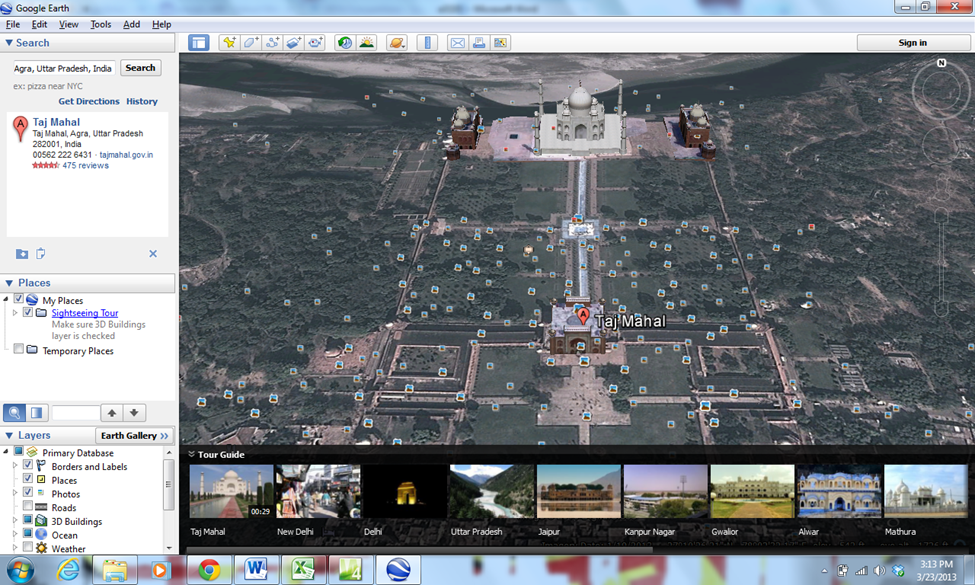 Google Earth
Microsoft Word
File Edit View Tools Add Help
Search
Sign in
Agra, Uttar Pradesh, India Search
ex: pizza near NYC
Get Directions History
A Taj Mahal
Taj Mahal, Agra, Uttar Pradesh
282001, India
00562 222 6431 - tajmahal.gov.in
475 reviews
N
A Taj Mahal
Places
My Places
Sightseeing Tour
Make sure 3D Buildings
layer is checked
Temporary Places
Layers Earth Gallery »
Primary Database
Borders and Labels
Places
Photos
Roads
3D Buildings
Ocean
Weather
Tour Guide
00:29
Taj Mahal New Delhi Delhi Uttar Pradesh Jaipur Kanpur Nagar Gwalior Alwar Mathura
3:13 PM
3/23/2013